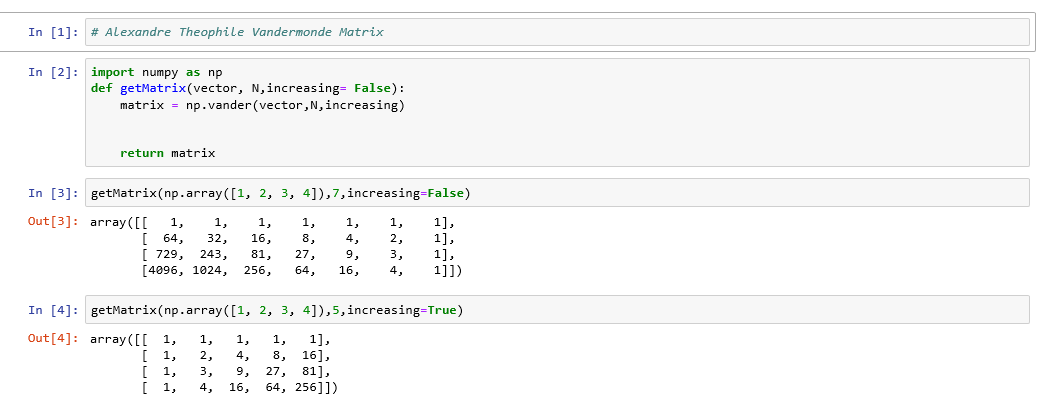 In [1]: # Alexandre Theophile Vandermonde Matrix
In [2]: import numpy as np
def getMatrix(vector, N,increasing= False):
    matrix = np.vander(vector,N,increasing)
    return matrix
In [3]: getMatrix(np.array([1, 2, 3, 4]),7,increasing=False)
Out[3]: array([[   1,    1,    1,    1,    1,    1,    1],
       [  64,   32,   16,    8,    4,    2,    1],
       [ 729,  243,   81,   27,    9,    3,    1],
       [4096, 1024,  256,   64,   16,    4,    1]])
In [4]: getMatrix(np.array([1, 2, 3, 4]),5,increasing=True)
Out[4]: array([[  1,   1,   1,   1,   1],
       [  1,   2,   4,   8,  16],
       [  1,   3,   9,  27,  81],
       [  1,   4,  16,  64, 256]])